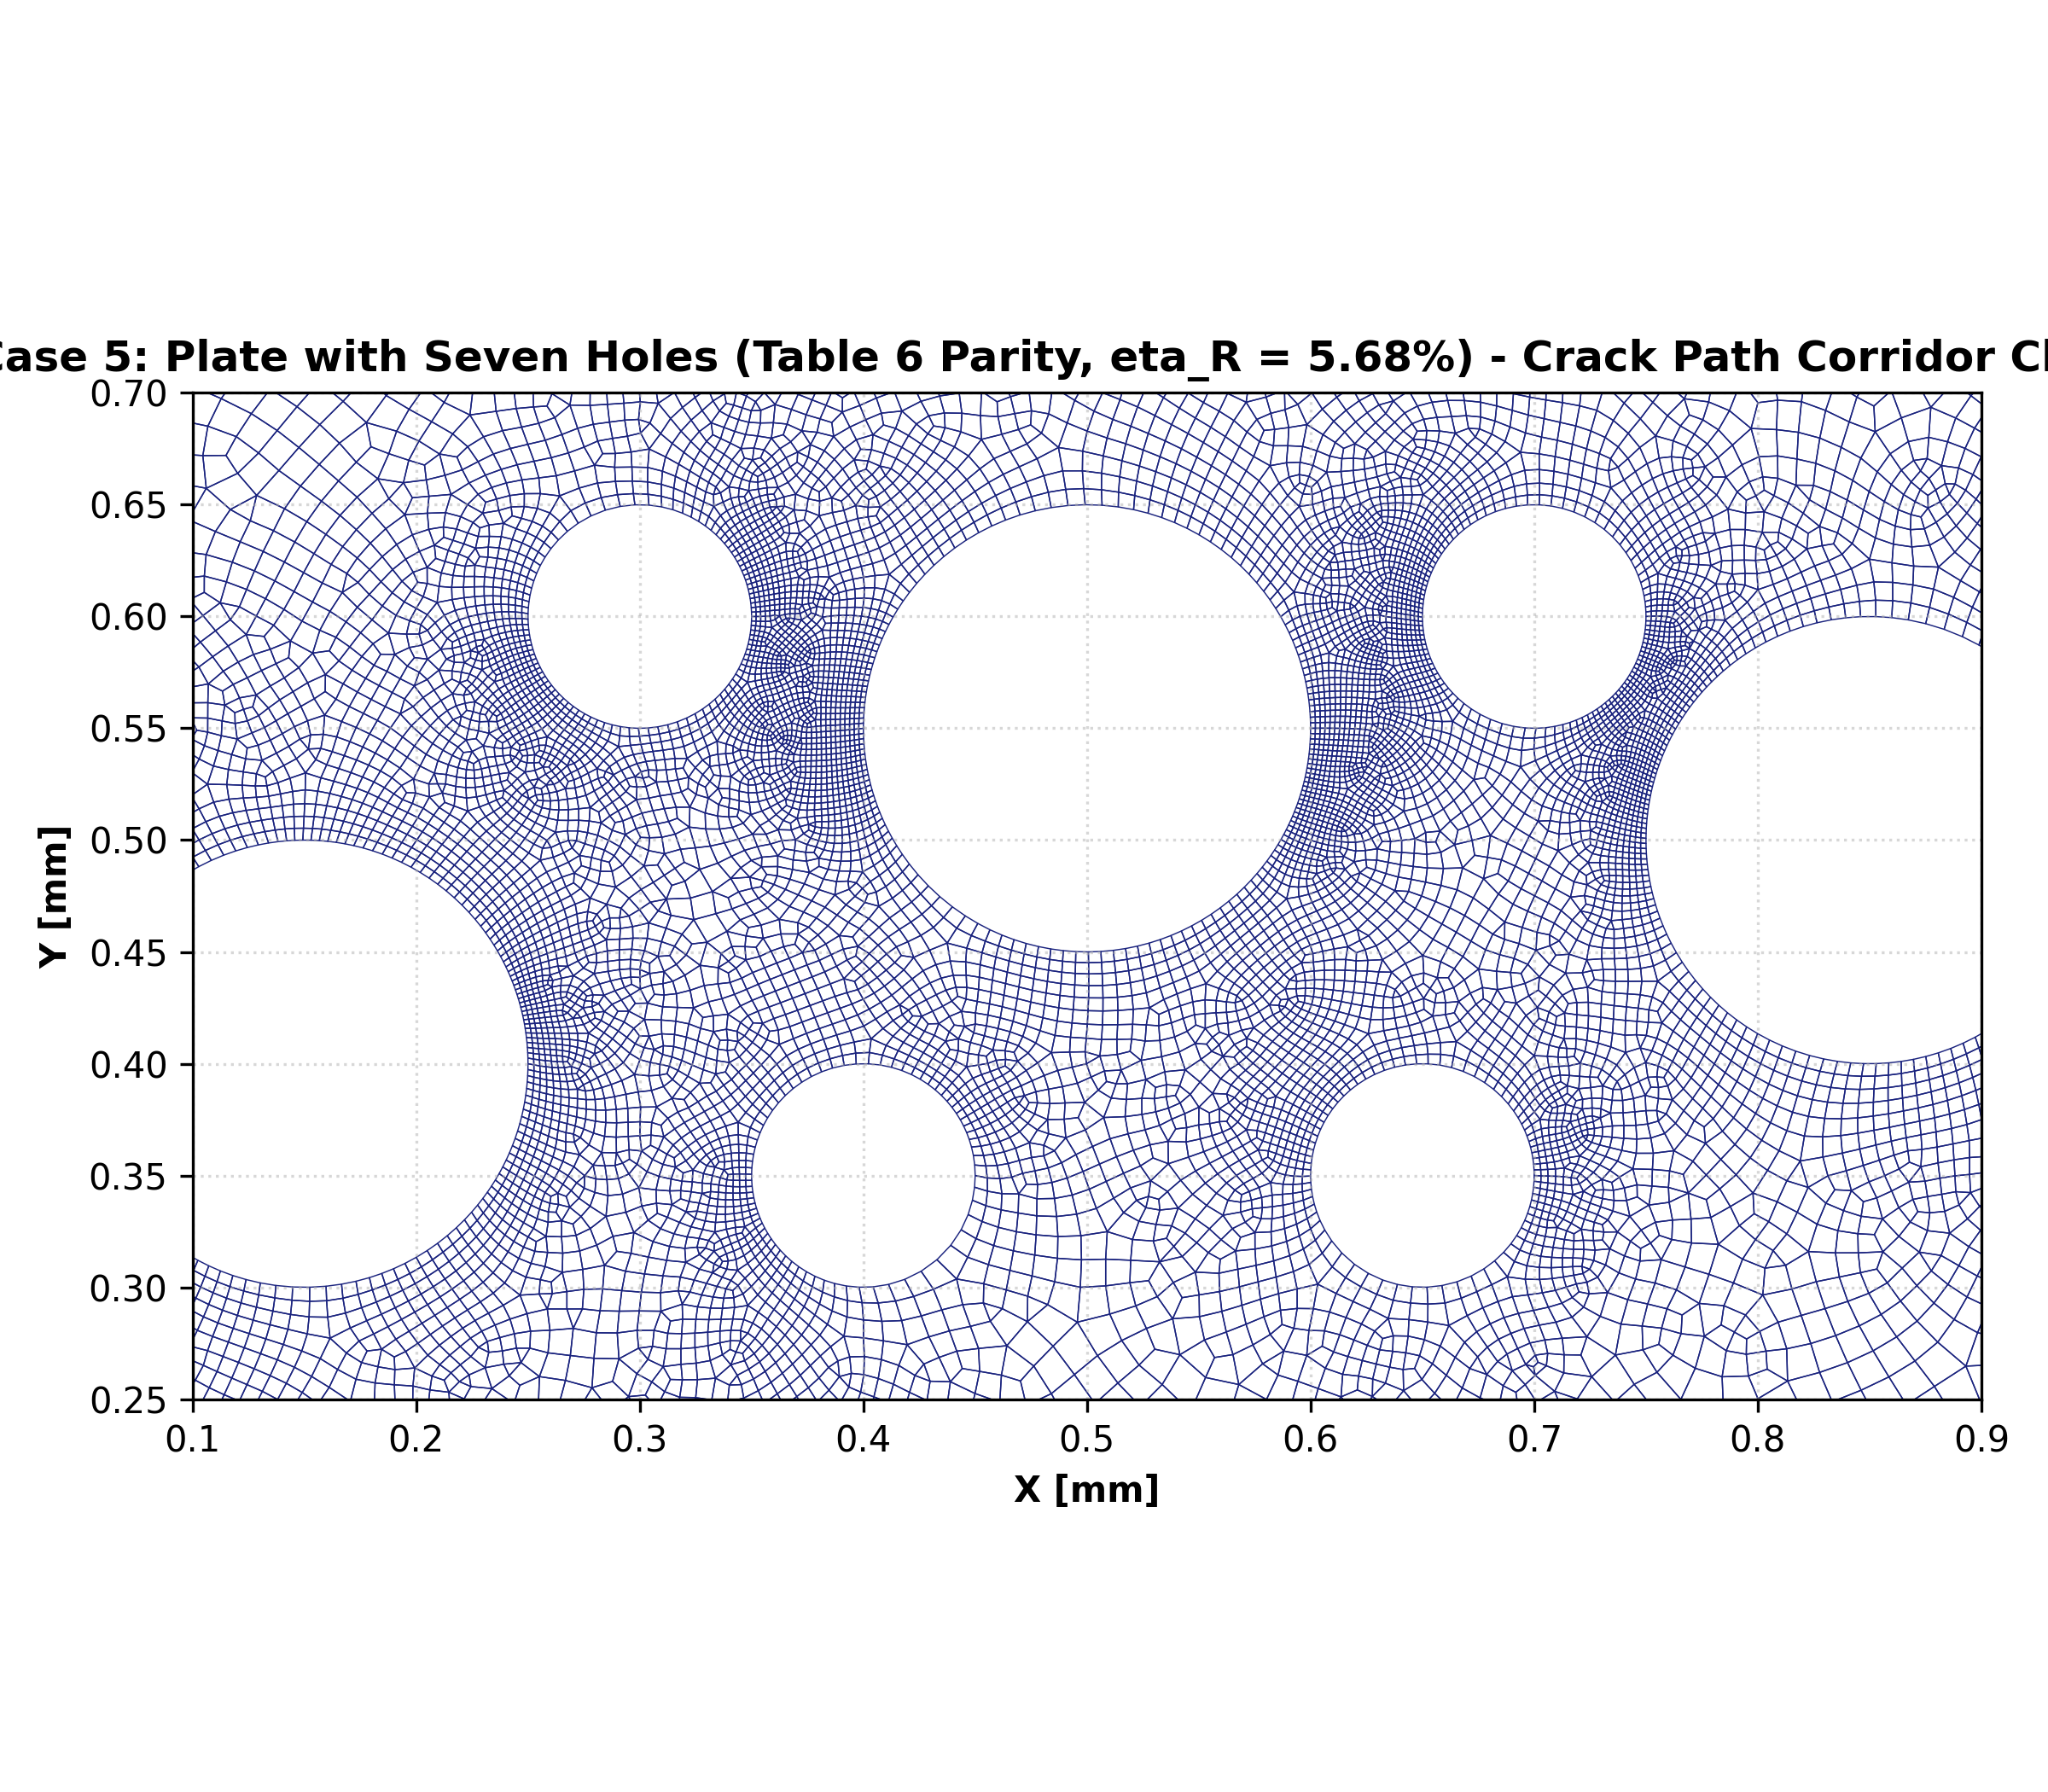 ase 5: Plate with Seven Holes (Table 6 Parity, eta_R = 5.68%) - Crack Path Corridor Cl
0.70
0.65
0.60
0.55
0.50
0.45
0.40
0.35
0.30
0.25
Y [mm]
0.1 0.2 0.3 0.4 0.5 0.6 0.7 0.8 0.9
X [mm]